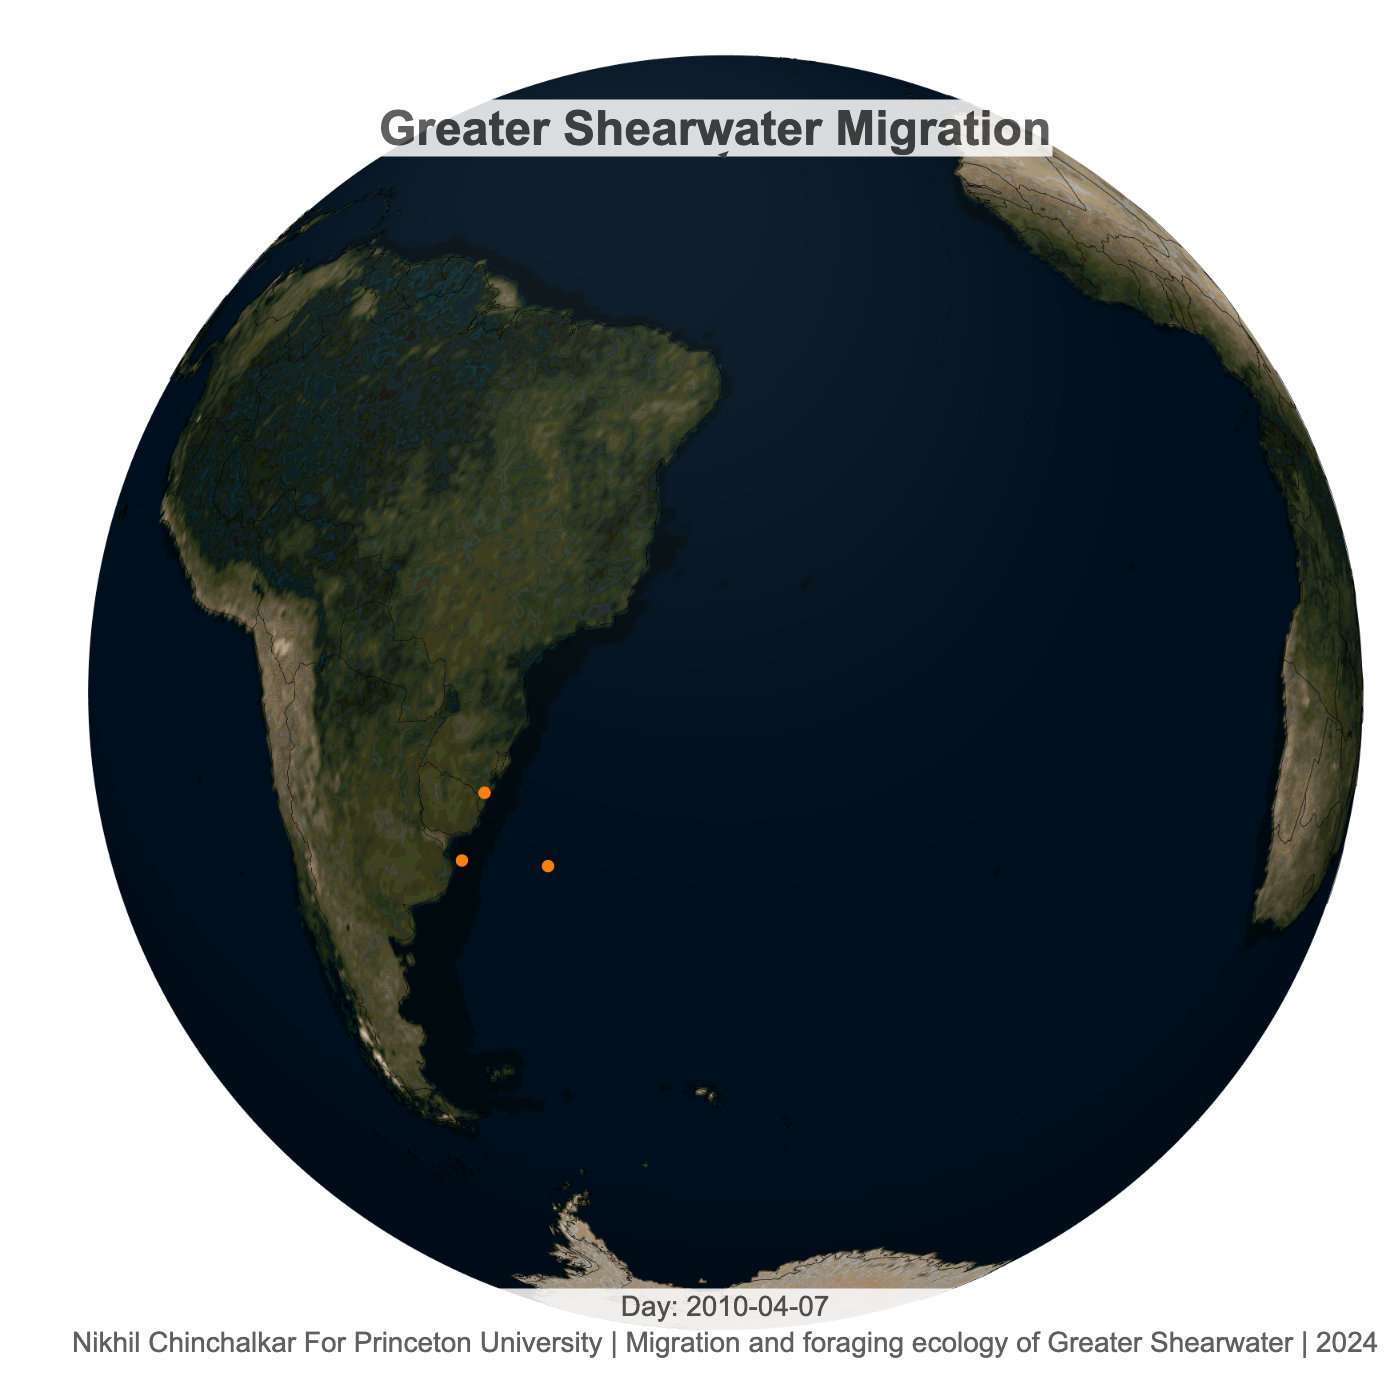 Greater Shearwater Migration
Day: 2010-04-07
Nikhil Chinchalkar For Princeton University | Migration and foraging ecology of Greater Shearwater | 2024